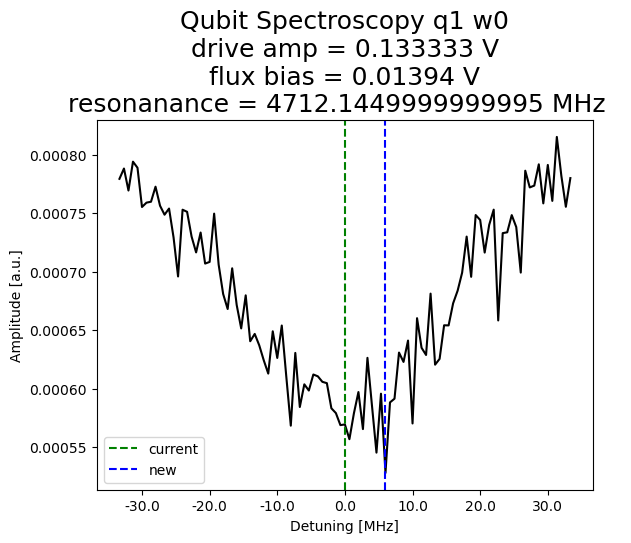 Qubit Spectroscopy q1 w0
drive amp = 0.133333 V
flux bias = 0.01394 V
resonanance = 4712.1449999999995 MHz
0.00080
0.00075
0.00070
0.00065
0.00060
0.00055
Amplitude [a.u.]
current
new
-30.0 -20.0 -10.0 0.0 10.0 20.0 30.0
Detuning [MHz]